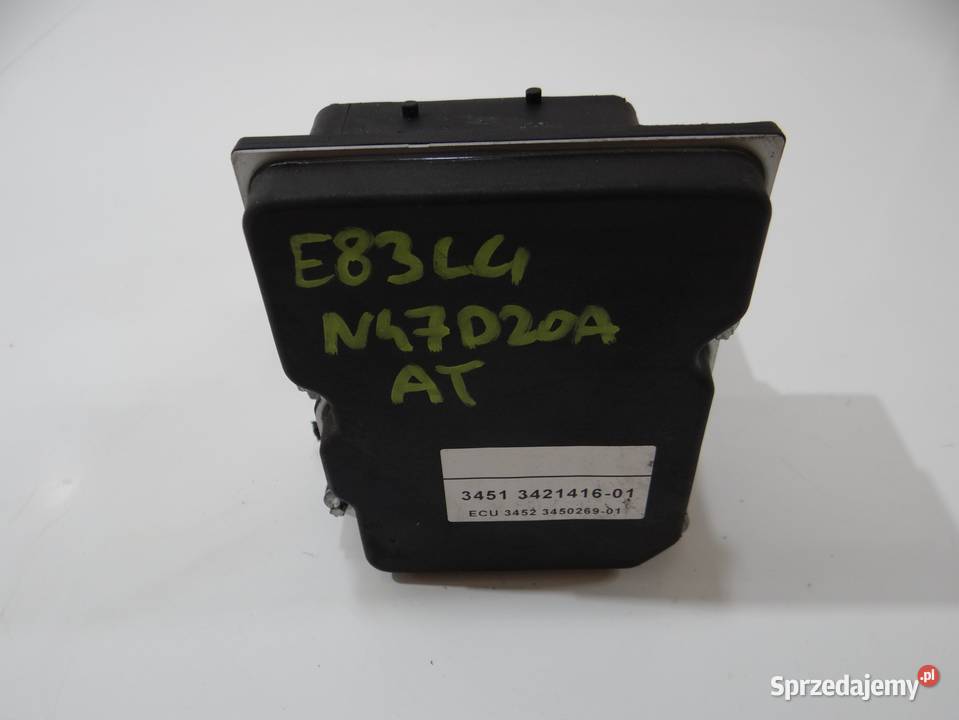 E83LCI
N47D20A
AT
3451 3421416-01
ECU 3452 3450269-01
Sprzedajemy.pl